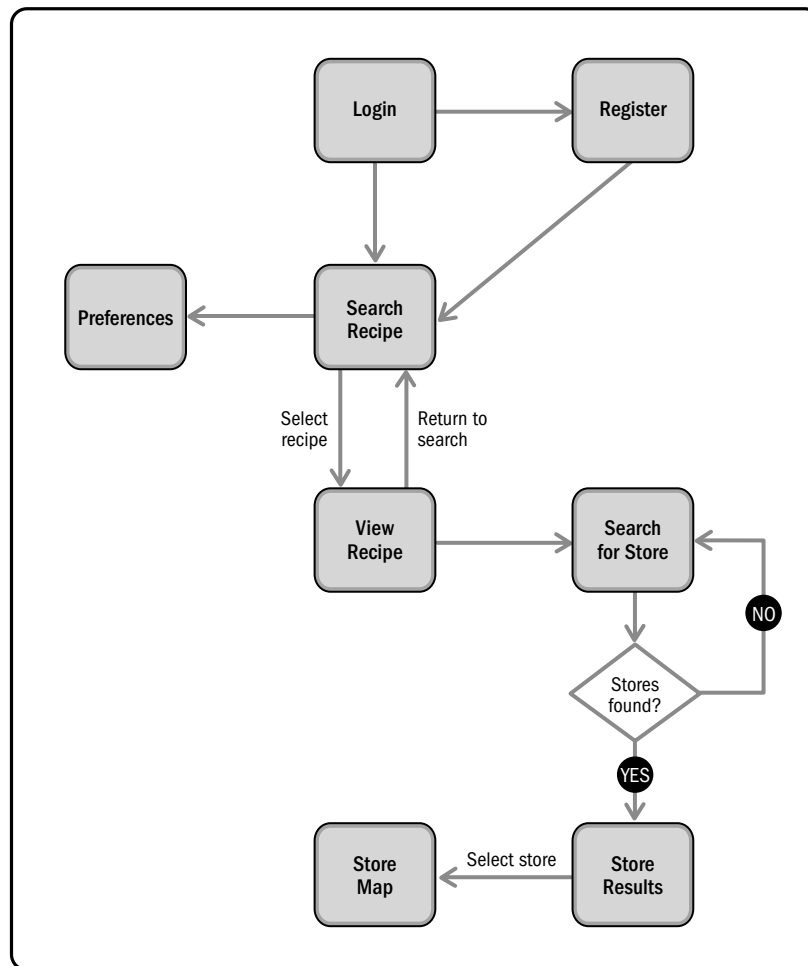 Login
Register
Preferences
Search
Recipe
Select
recipe
Return to
search
View
Recipe
Search
for Store
NO
Stores
found?
YES
Store
Map
Select store
Store
Results